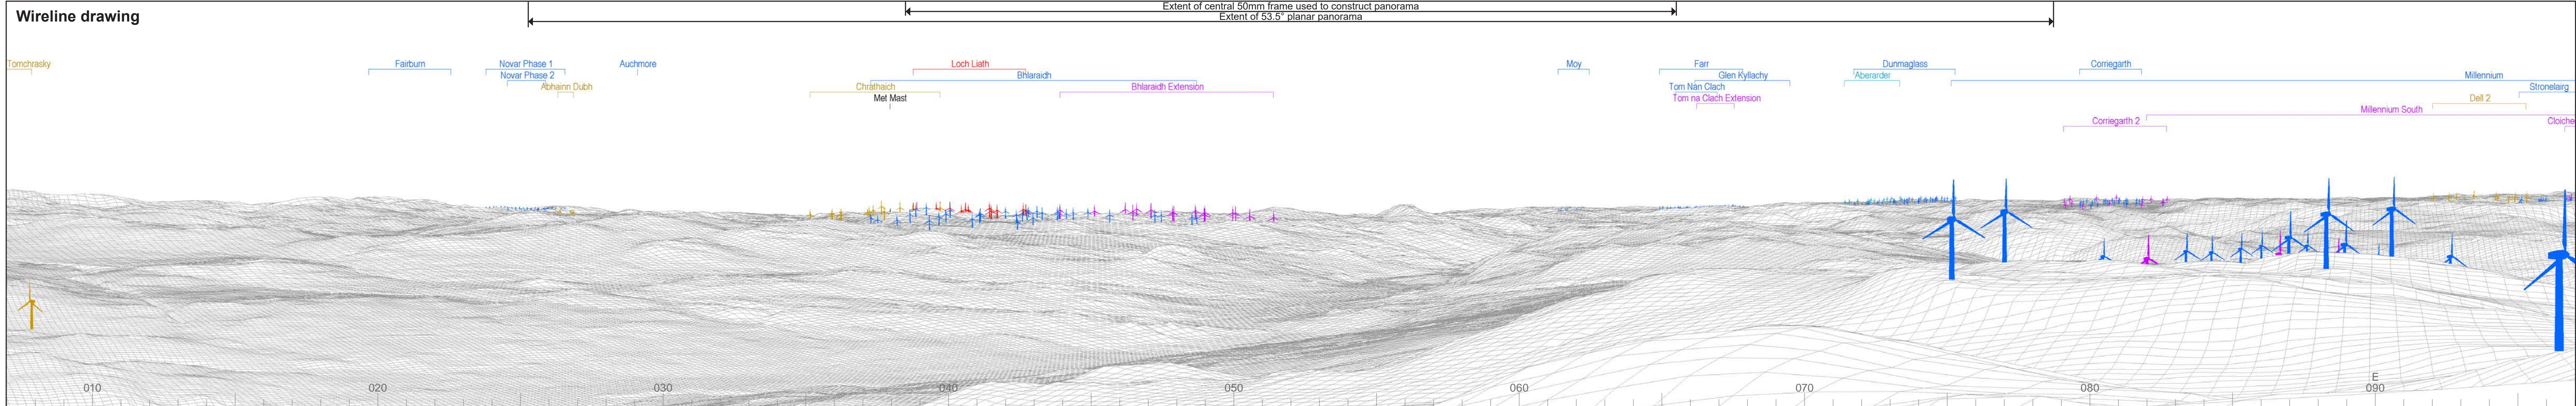 Wireline drawing
Extent of central 50mm frame used to construct panorama
Extent of 53.5° planar panorama
Tomchrasky
Fairburn
Novar Phase 1
Auchmore
Loch Liath
Moy
Farr
Dunmaglass
Corriegarth
Novar Phase 2
Bhlaraidh
Glen Kyllachy
Aberarder
Millennium
Abhainn Dubh
Chrathaich
Bhlaraidh Extension
Tom Nan Clach
Stronelairg
Met Mast
Tom na Clach Extension
Dell 2
Millennium South
Corriegarth 2
Cloiche
E
010
020
030
040
050
060
070
080
090